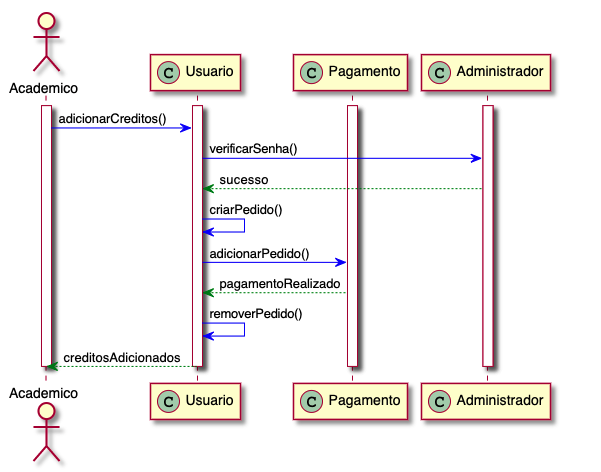 Academico
C Usuario
C Pagamento
C Administrador
adicionarCreditos()
verificarSenha()
sucesso
criarPedido()
adicionarPedido()
pagamentoRealizado
removerPedido()
creditosAdicionados
Academico
C Usuario
C Pagamento
C Administrador